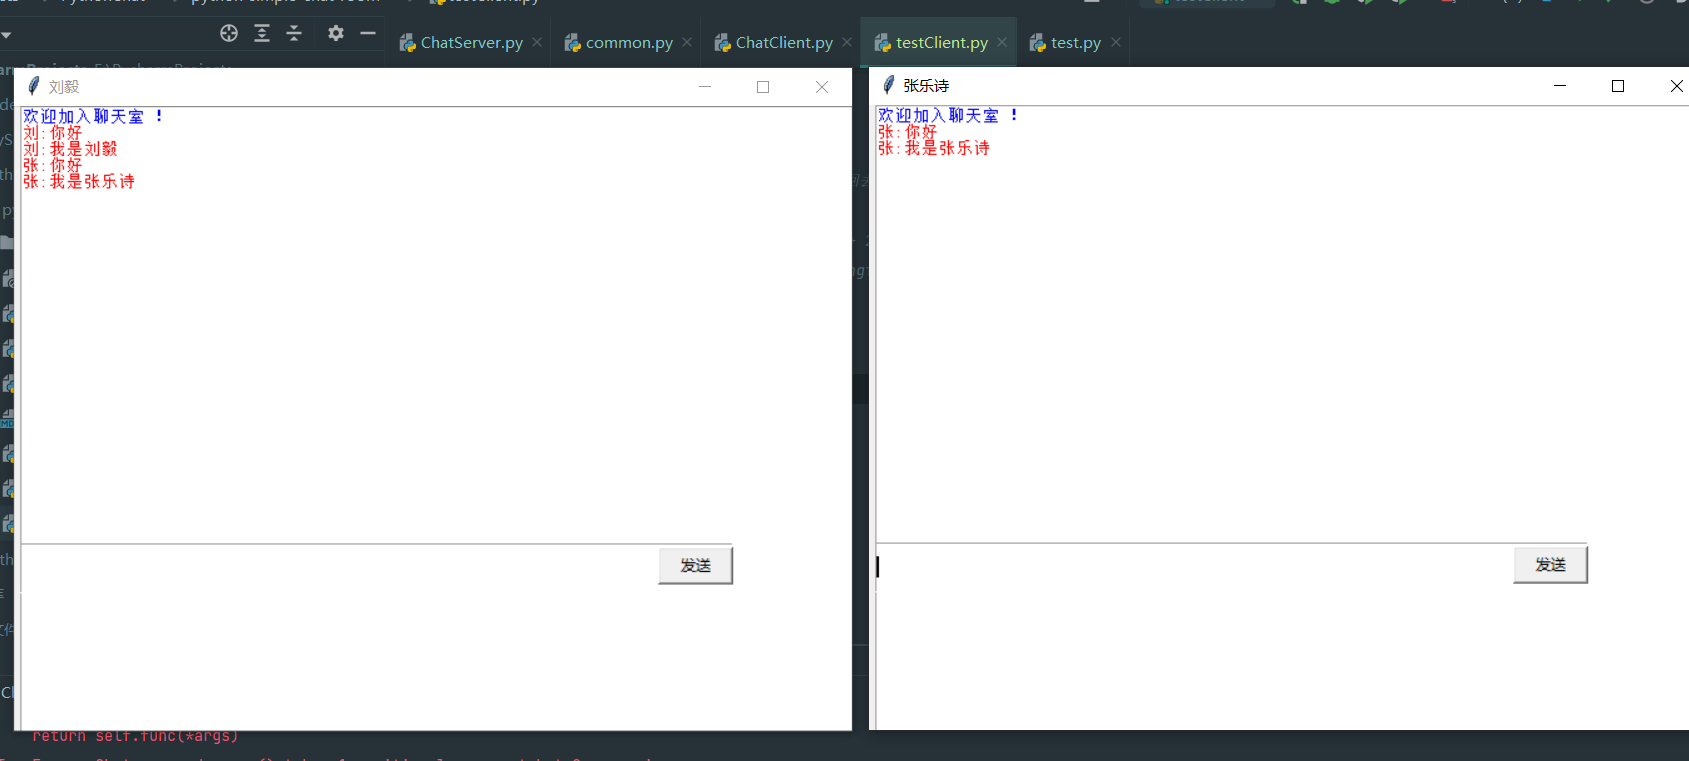 ChatServer.py
common.py
ChatClient.py
testClient.py
test.py
刘毅
欢迎加入聊天室 !
刘:你好
刘:我是刘毅
张:你好
张:我是张乐诗
发送
张乐诗
欢迎加入聊天室 !
张:你好
张:我是张乐诗
发送
return self.func(*args)